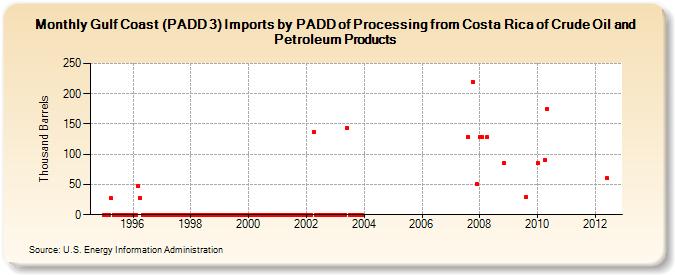 Monthly Gulf Coast (PADD 3) Imports by PADD of Processing from Costa Rica of Crude Oil and
Petroleum Products
Thousand Barrels
250
200
150
100
50
0
1996 1998 2000 2002 2004 2006 2008 2010 2012
Source: U.S. Energy Information Administration